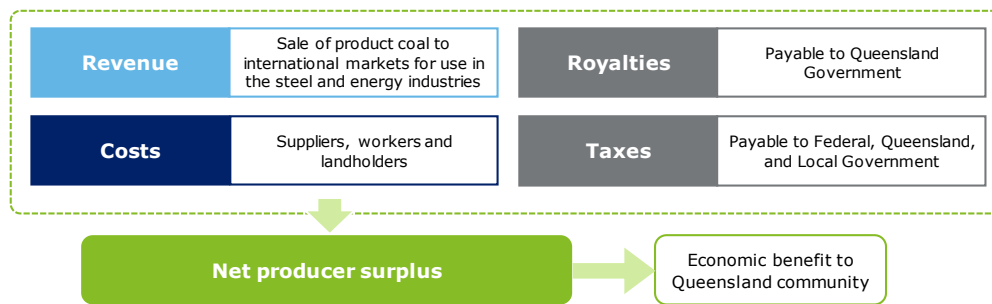 Revenue
Sale of product coal to
international markets for use in
the steel and energy industries
Royalties
Payable to Queensland
Government
Costs
Suppliers, workers and
landholders
Taxes
Payable to Federal, Queensland,
and Local Government
Net producer surplus
Economic benefit to
Queensland community